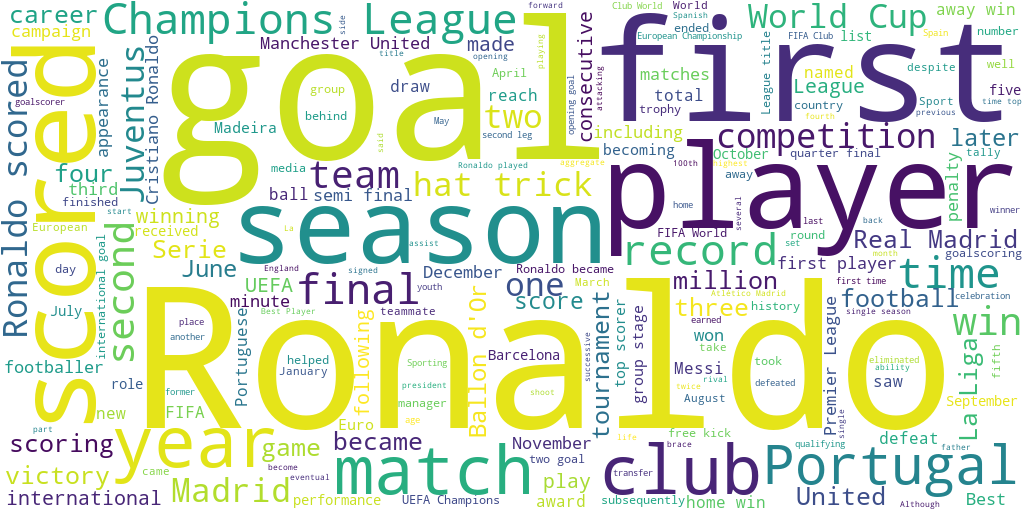 career
campaign
Champions League
forward
Club World
World
Spanish
ended
European Championship
FIFA Club
World Cup
list
away win
number
Spain
side
title
Manchester United
made
opening
playing
consecutive
attacking
opening goal
first
matches
named
League
League title
despite
well
goal
April
draw
reach
group
behind
two
total
trophy
country
fourth
Sport
previous
five
time top
scored
goalscorer
Ronaldo scored
appearance
Juventus
Cristiano Ronaldo
Madeira
May
said
second leg
including
becoming
100th
October
competition
quarter final
later
tally
media
team
Ronaldo played
aggregate
hat trick
away
highest
player
penalty
four
third
finished
ball
semi final
home
several
last
back
winner
start
European
winning
received
Serie
La
assist
season
FIFA World
round
set
record
Real Madrid
goalscoring
first player
month
first time
day
July
international goal
second
June
UEFA
England
signed
youth
final
December
Ronaldo became
March
one
score
million
Atlético Madrid
three
history
earned
time
football
celebration
single season
footballer
role
new
FIFA
place
another
former
Portuguese
minute
Best Player
teammate
helped
January
Ronaldo
following
Euro
Sporting
president
manager
age
Ballon d'Or
Barcelona
shoot
successive
tournament
top scorer
group stage
won
take
Messi
rival
twice
August
took
defeated
Premier League
single
eliminated
ability
saw
win
La Liga
fifth
September
part
scoring
year
game
became
November
two goal
life
free kick
brace
qualifying
defeat
father
victory
came
become
eventual
match
play
transfer
club
Portugal
international
Madrid
performance
UEFA Champions
award
subsequently
home win
United
Although
Best